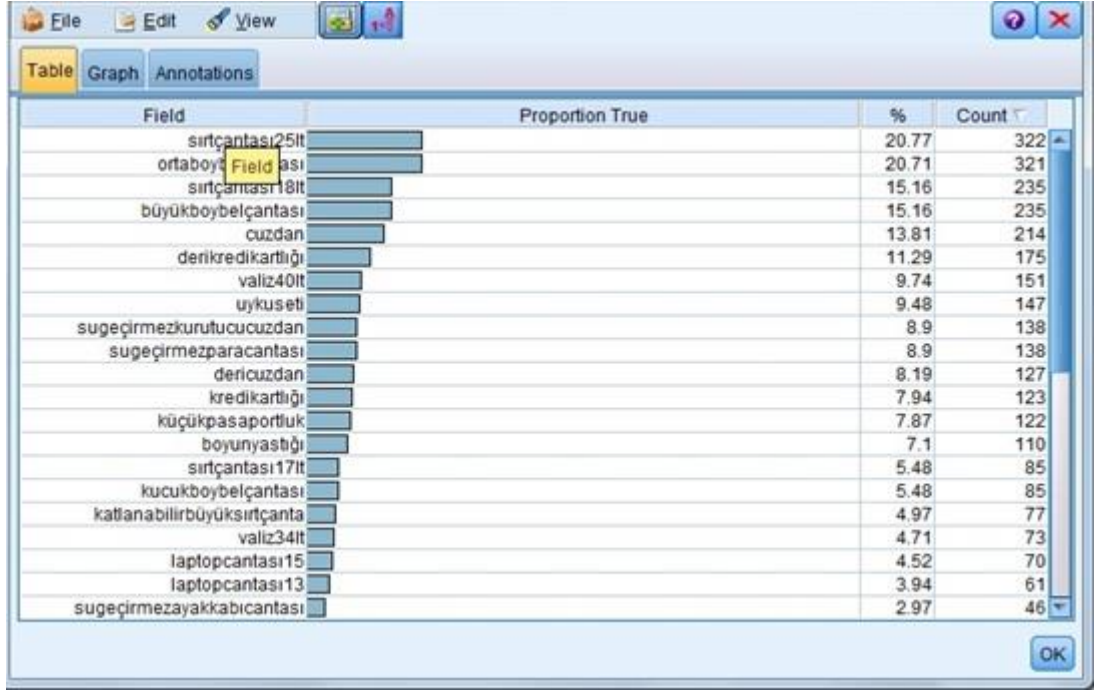 File Edit View
Table Graph Annotations
Field Proportion True % Count
sırtçantası25lt 20.77 322
Field 20.71 321
sırtçantası18lt 15.16 235
büyükboybelçantası 15.16 235
cuzdan 13.81 214
derikredikartlığı 11.29 175
valiz40lt 9.74 151
uykuseti 9.48 147
sugeçirmezkurutucucuzdan 8.9 138
sugeçirmezparacantası 8.9 138
dericuzdan 8.19 127
kredikartlığı 7.94 123
küçükpasaportluk 7.87 122
boyunyastığı 7.1 110
sırtçantası17lt 5.48 85
kucukboybelçantası 5.48 85
katlanabilirbüyüksırtçanta 4.97 77
valiz34lt 4.71 73
laptopcantası15 4.52 70
laptopcantası13 3.94 61
sugeçirmezayakkabıcantası 2.97 46
OK